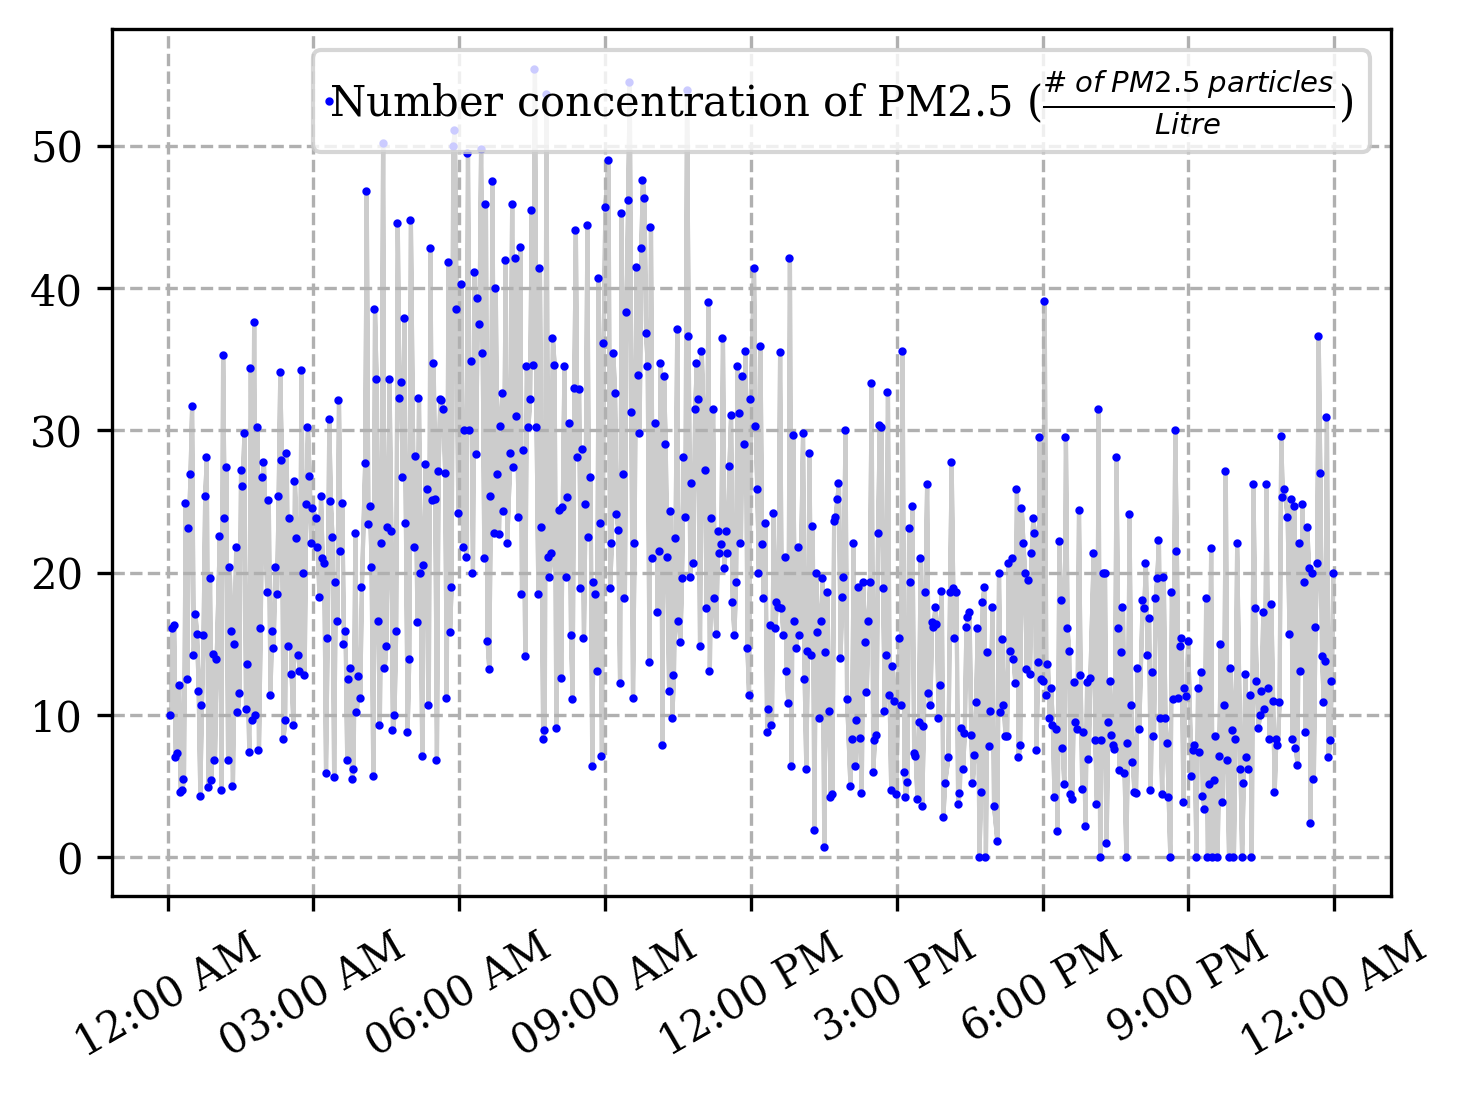 Number concentration of PM2.5 (# of PM2.5 particles/Litre)
50
40
30
20
10
0
12:00 AM
03:00 AM
06:00 AM
09:00 AM
12:00 PM
3:00 PM
6:00 PM
9:00 PM
12:00 AM